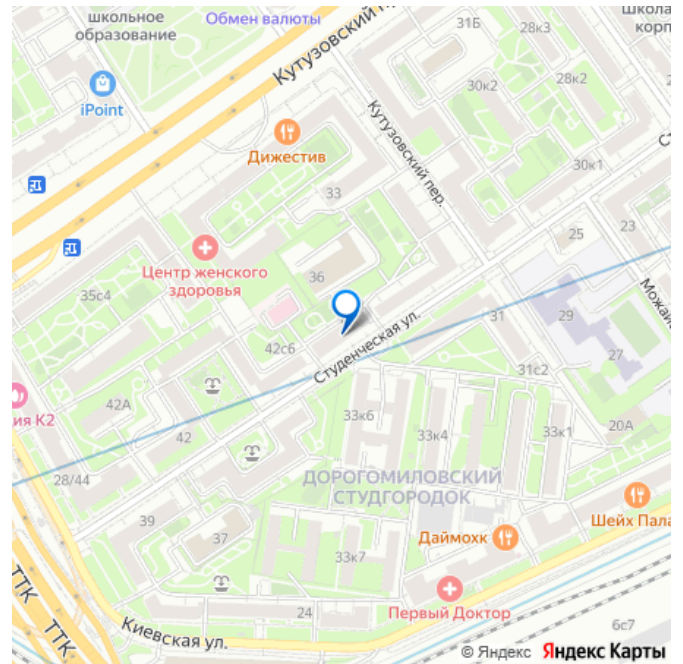 школьное
образование
Обмен валюты
Кутузовский п
31Б
28к3
школа
корп
iPoint
Дижестив
30к2
28к2
Кутузовский пер.
33
30к1
С
Центр женского
здоровья
36
25
23
35с4
Можай
42с6
Студенческая ул.
31
29
27
31с2
42А
ия К2
42
33к6
33к4
33к1
20А
28/44
ДОРОГОМИЛОВСКИЙ
СТУДГОРОДОК
Шейх Пала
39
37
Даймохк
33к7
ТТК
ТТК
24
Первый Доктор
Киевская ул.
6с7
© Яндекс Яндекс Карты